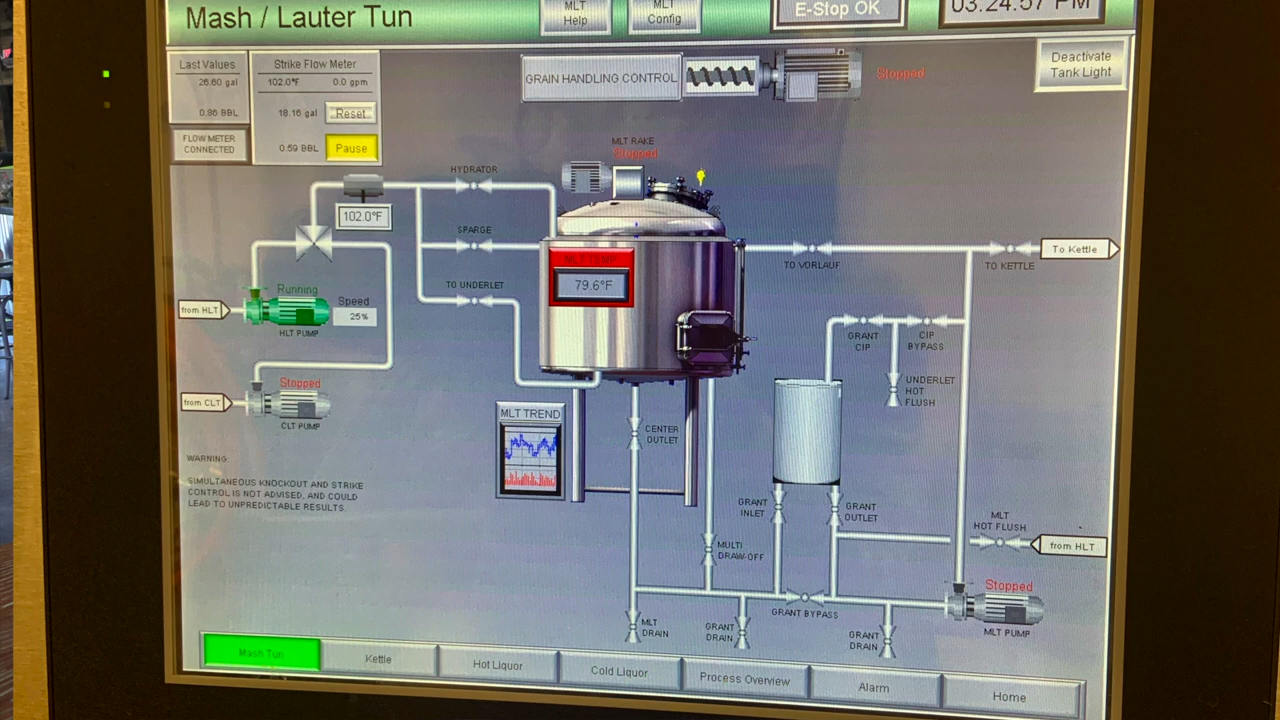 Mash / Lauter Tun
MLT
Help
MLT
Config
E-Stop OK
03:24:57 PM
Last Values
26.60 gal
0.86 BBL
FLOW METER
CONNECTED
Strike Flow Meter
102.0°F 0.0 gpm
18.16 gal Reset
0.59 BBL Pause
GRAIN HANDLING CONTROL
Stopped
Deactivate
Tank Light
MLT RAKE
Stopped
HYDRATOR
102.0°F
SPARGE
TO UNDERLET
MLT TEMP
79.6°F
TO VORLAUF
TO KETTLE
To Kettle
from HLT
Running
HLT PUMP
Speed
25%
from CLT
Stopped
CLT PUMP
GRANT
CIP
CIP
BYPASS
UNDERLET
HOT
FLUSH
MLT TREND
CENTER
OUTLET
WARNING:
SIMULTANEOUS KNOCKOUT AND STRIKE
CONTROL IS NOT ADVISED, AND COULD
LEAD TO UNPREDICTABLE RESULTS.
GRANT
INLET
GRANT
OUTLET
MLT
HOT FLUSH
from HLT
MULTI
DRAW-OFF
GRANT BYPASS
Stopped
MLT PUMP
MLT
DRAIN
GRANT
DRAIN
GRANT
DRAIN
Mash Tun
Kettle
Hot Liquor
Cold Liquor
Process Overview
Alarm
Home